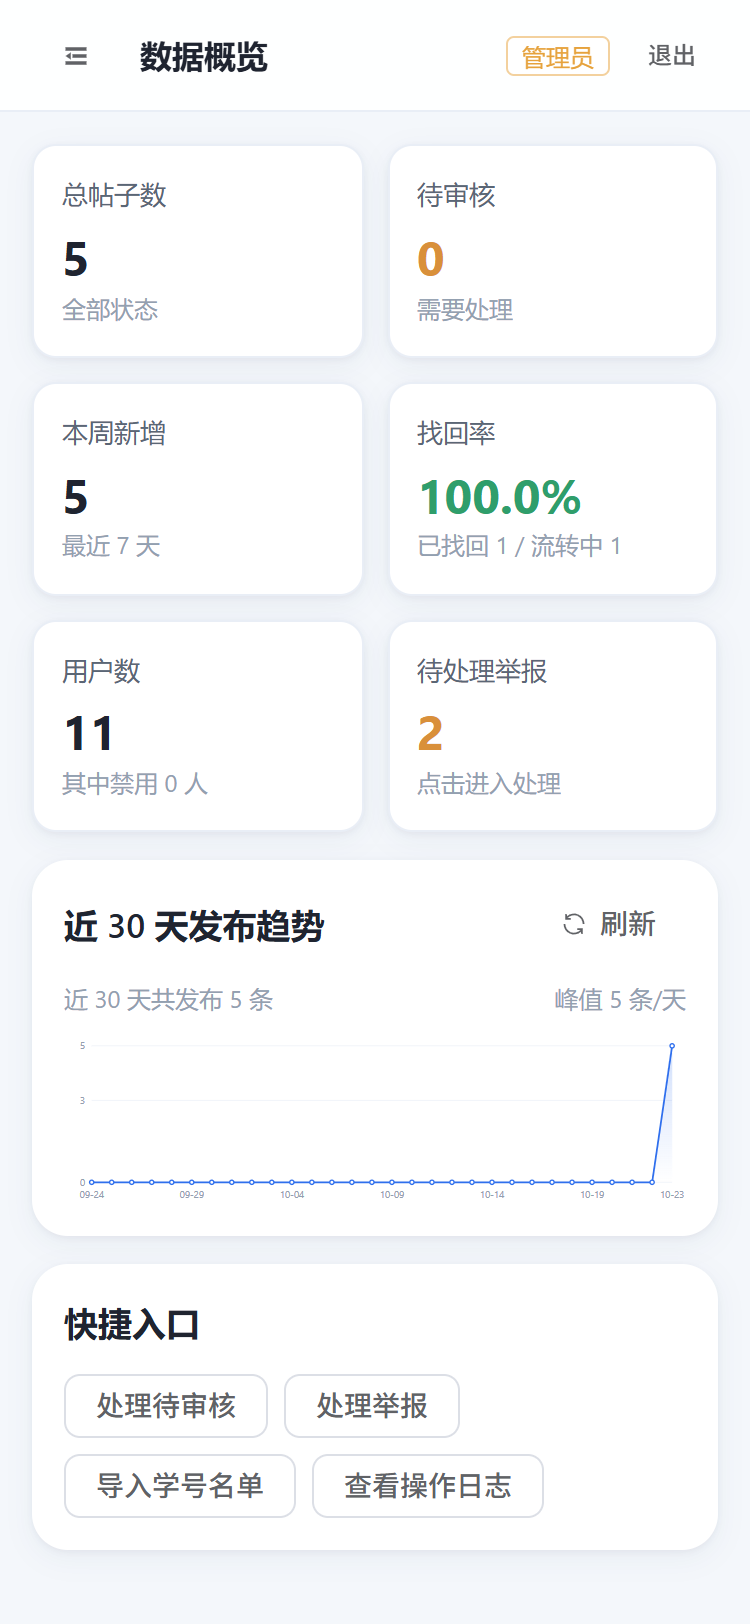 数据概览
管理员
退出
总帖子数
5
全部状态
待审核
0
需要处理
本周新增
5
最近 7 天
找回率
100.0%
已找回 1 / 流转中 1
用户数
11
其中禁用 0 人
待处理举报
2
点击进入处理
近 30 天发布趋势
刷新
近 30 天共发布 5 条
峰值 5 条/天
5
3
0
09-24 09-29 10-04 10-09 10-14 10-19 10-23
快捷入口
处理待审核
处理举报
导入学号名单
查看操作日志